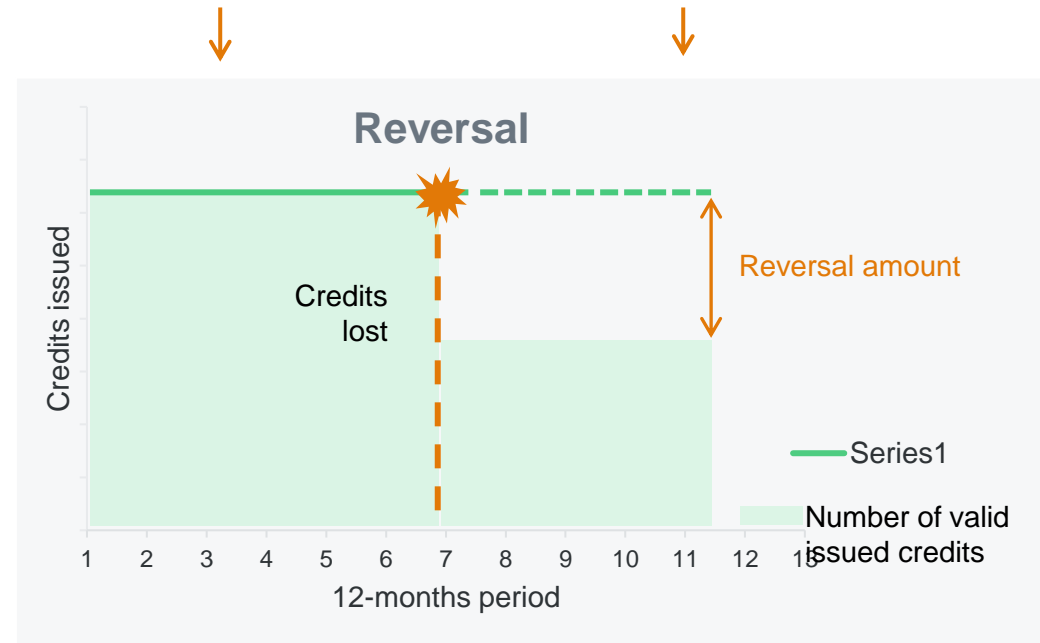 Reversal
Credits issued
Credits
lost
Reversal amount
Series1
Number of valid
issued credits
1 2 3 4 5 6 7 8 9 10 11 12 13
12-months period